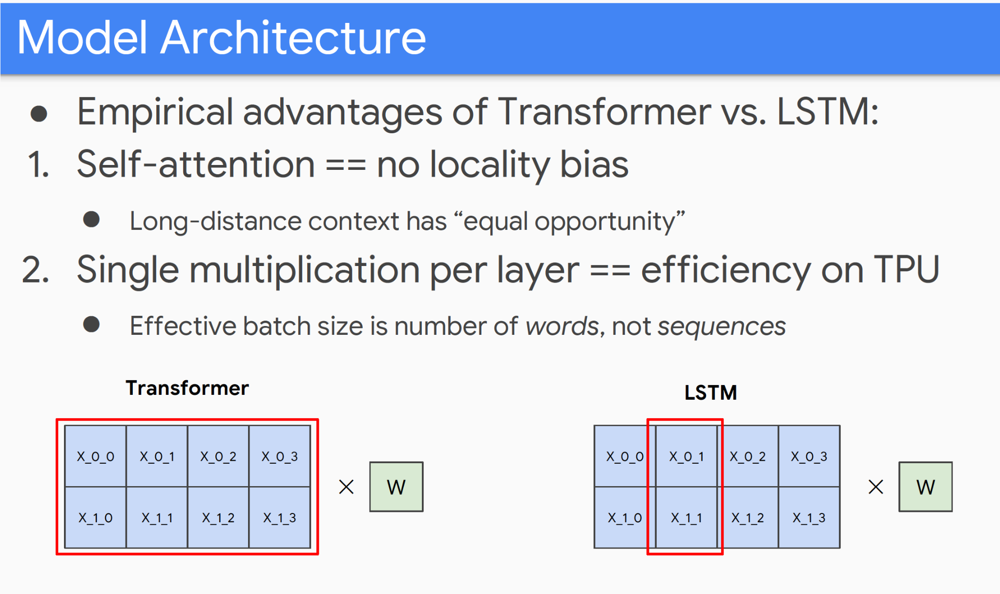 Model Architecture
● Empirical advantages of Transformer vs. LSTM:
1. Self-attention == no locality bias
● Long-distance context has “equal opportunity”
2. Single multiplication per layer == efficiency on TPU
● Effective batch size is number of words, not sequences
Transformer
X_0_0 X_0_1 X_0_2 X_0_3
X_1_0 X_1_1 X_1_2 X_1_3
× W
LSTM
X_0_0 X_0_1 X_0_2 X_0_3
X_1_0 X_1_1 X_1_2 X_1_3
× W